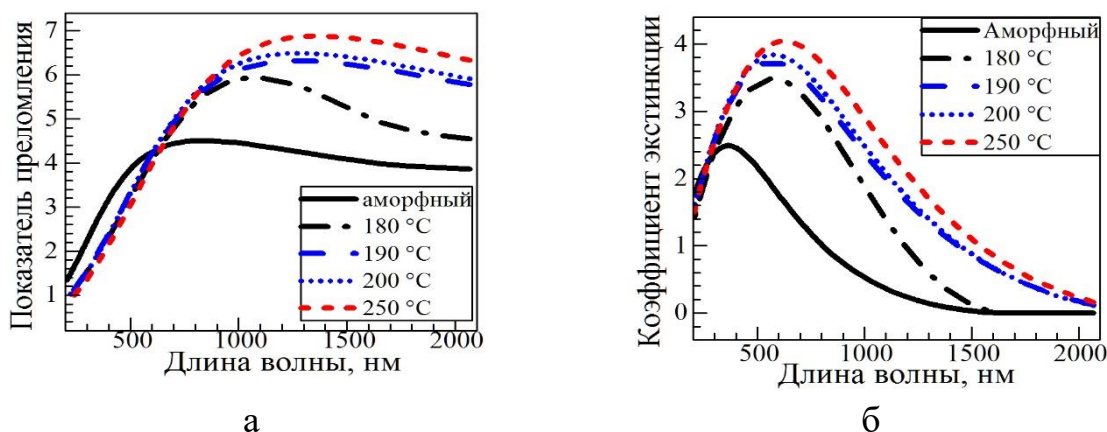 Показатель преломления
7
6
5
4
3
2
1
500
1000
1500
2000
Длина волны, нм
аморфный
180 °C
190 °C
200 °C
250 °C
а
Коэффициент экстинкции
4
3
2
1
0
500
1000
1500
2000
Длина волны, нм
Аморфный
180 °C
190 °C
200 °C
250 °C
б